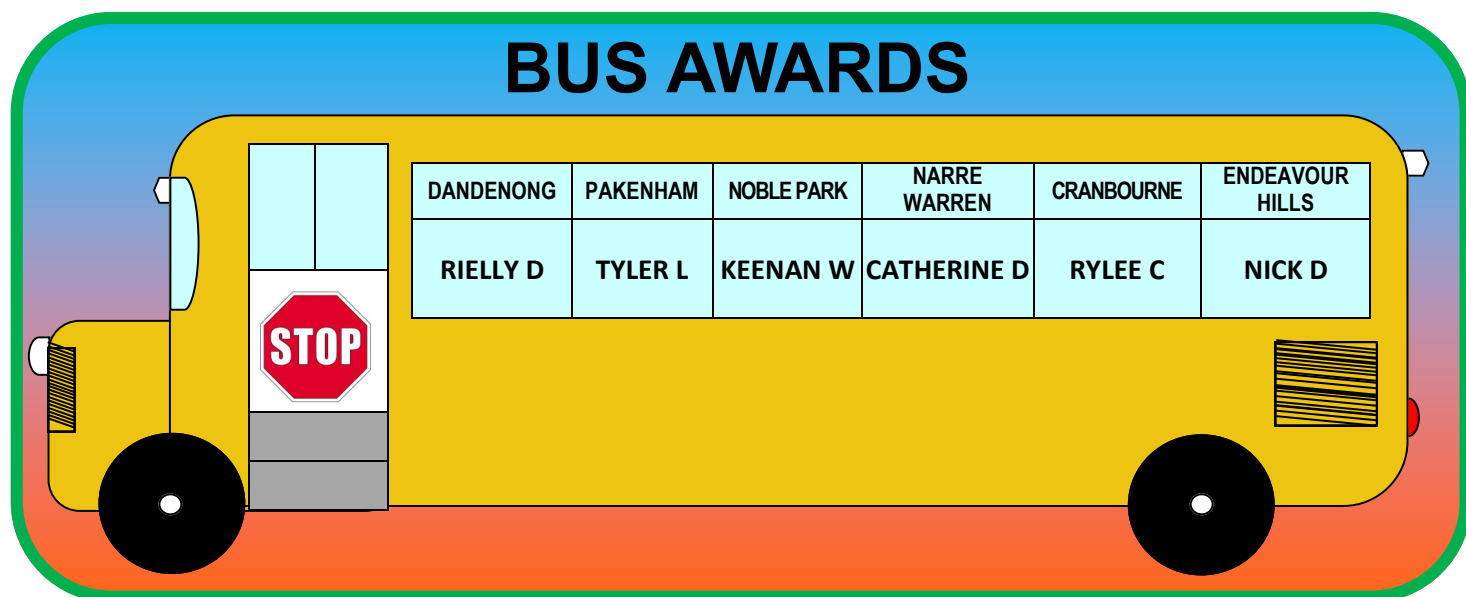 BUS AWARDS
DANDENONG PAKENHAM NOBLE PARK NARRE WARREN CRANBOURNE ENDEAVOUR HILLS
RIELLY D TYLER L KEENAN W CATHERINE D RYLEE C NICK D
STOP